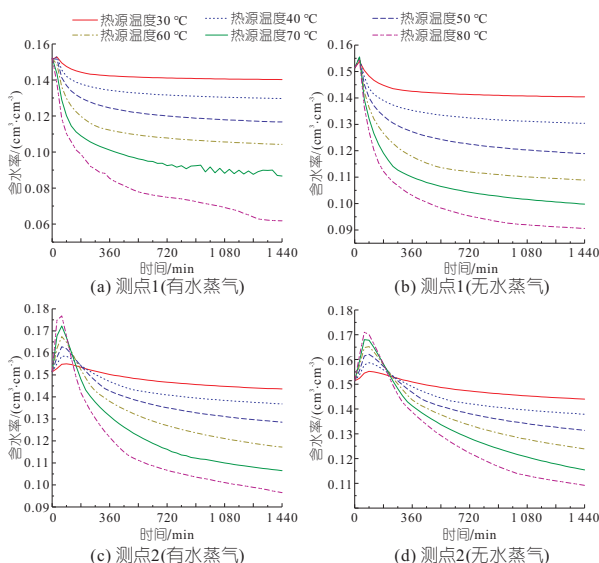 热源温度30 ℃ 热源温度40 ℃ 热源温度50 ℃
热源温度60 ℃ 热源温度70 ℃ 热源温度80 ℃
0.16
0.14
0.12
0.10
0.08
0.06
含水率/(cm³·cm⁻³)
0 360 720 1 080 1 440
时间/min
(a) 测点1(有水蒸气)
0.16
0.15
0.14
0.13
0.12
0.11
0.10
0.09
含水率/(cm³·cm⁻³)
0 360 720 1 080 1 440
时间/min
(b) 测点1(无水蒸气)
0.18
0.17
0.16
0.15
0.14
0.13
0.12
0.11
0.10
0.09
含水率/(cm³·cm⁻³)
0 360 720 1 080 1 440
时间/min
(c) 测点2(有水蒸气)
0.18
0.17
0.16
0.15
0.14
0.13
0.12
0.11
0.10
含水率/(cm³·cm⁻³)
0 360 720 1 080 1 440
时间/min
(d) 测点2(无水蒸气)